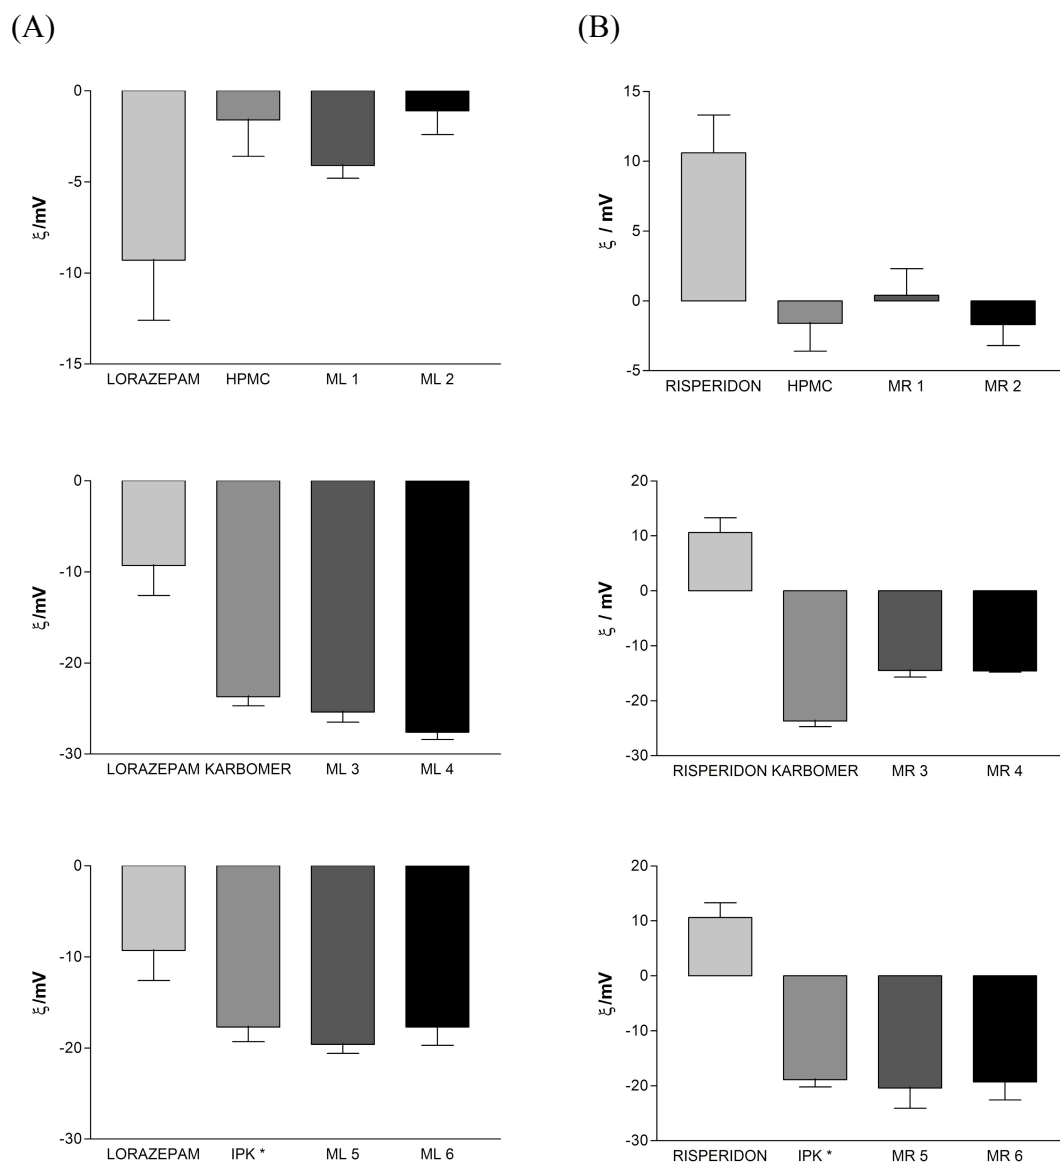 (A)
(B)
0
-5
-10
-15
ξ /mV
LORAZEPAM HPMC ML 1 ML 2
15
10
5
0
-5
ξ / mV
RISPERIDON HPMC MR 1 MR 2
0
-10
-20
-30
ξ /mV
LORAZEPAM KARBOMER ML 3 ML 4
20
10
0
-10
-20
-30
ξ / mV
RISPERIDON KARBOMER MR 3 MR 4
0
-10
-20
-30
ξ /mV
LORAZEPAM IPK * ML 5 ML 6
20
10
0
-10
-20
-30
ξ /mV
RISPERIDON IPK * MR 5 MR 6